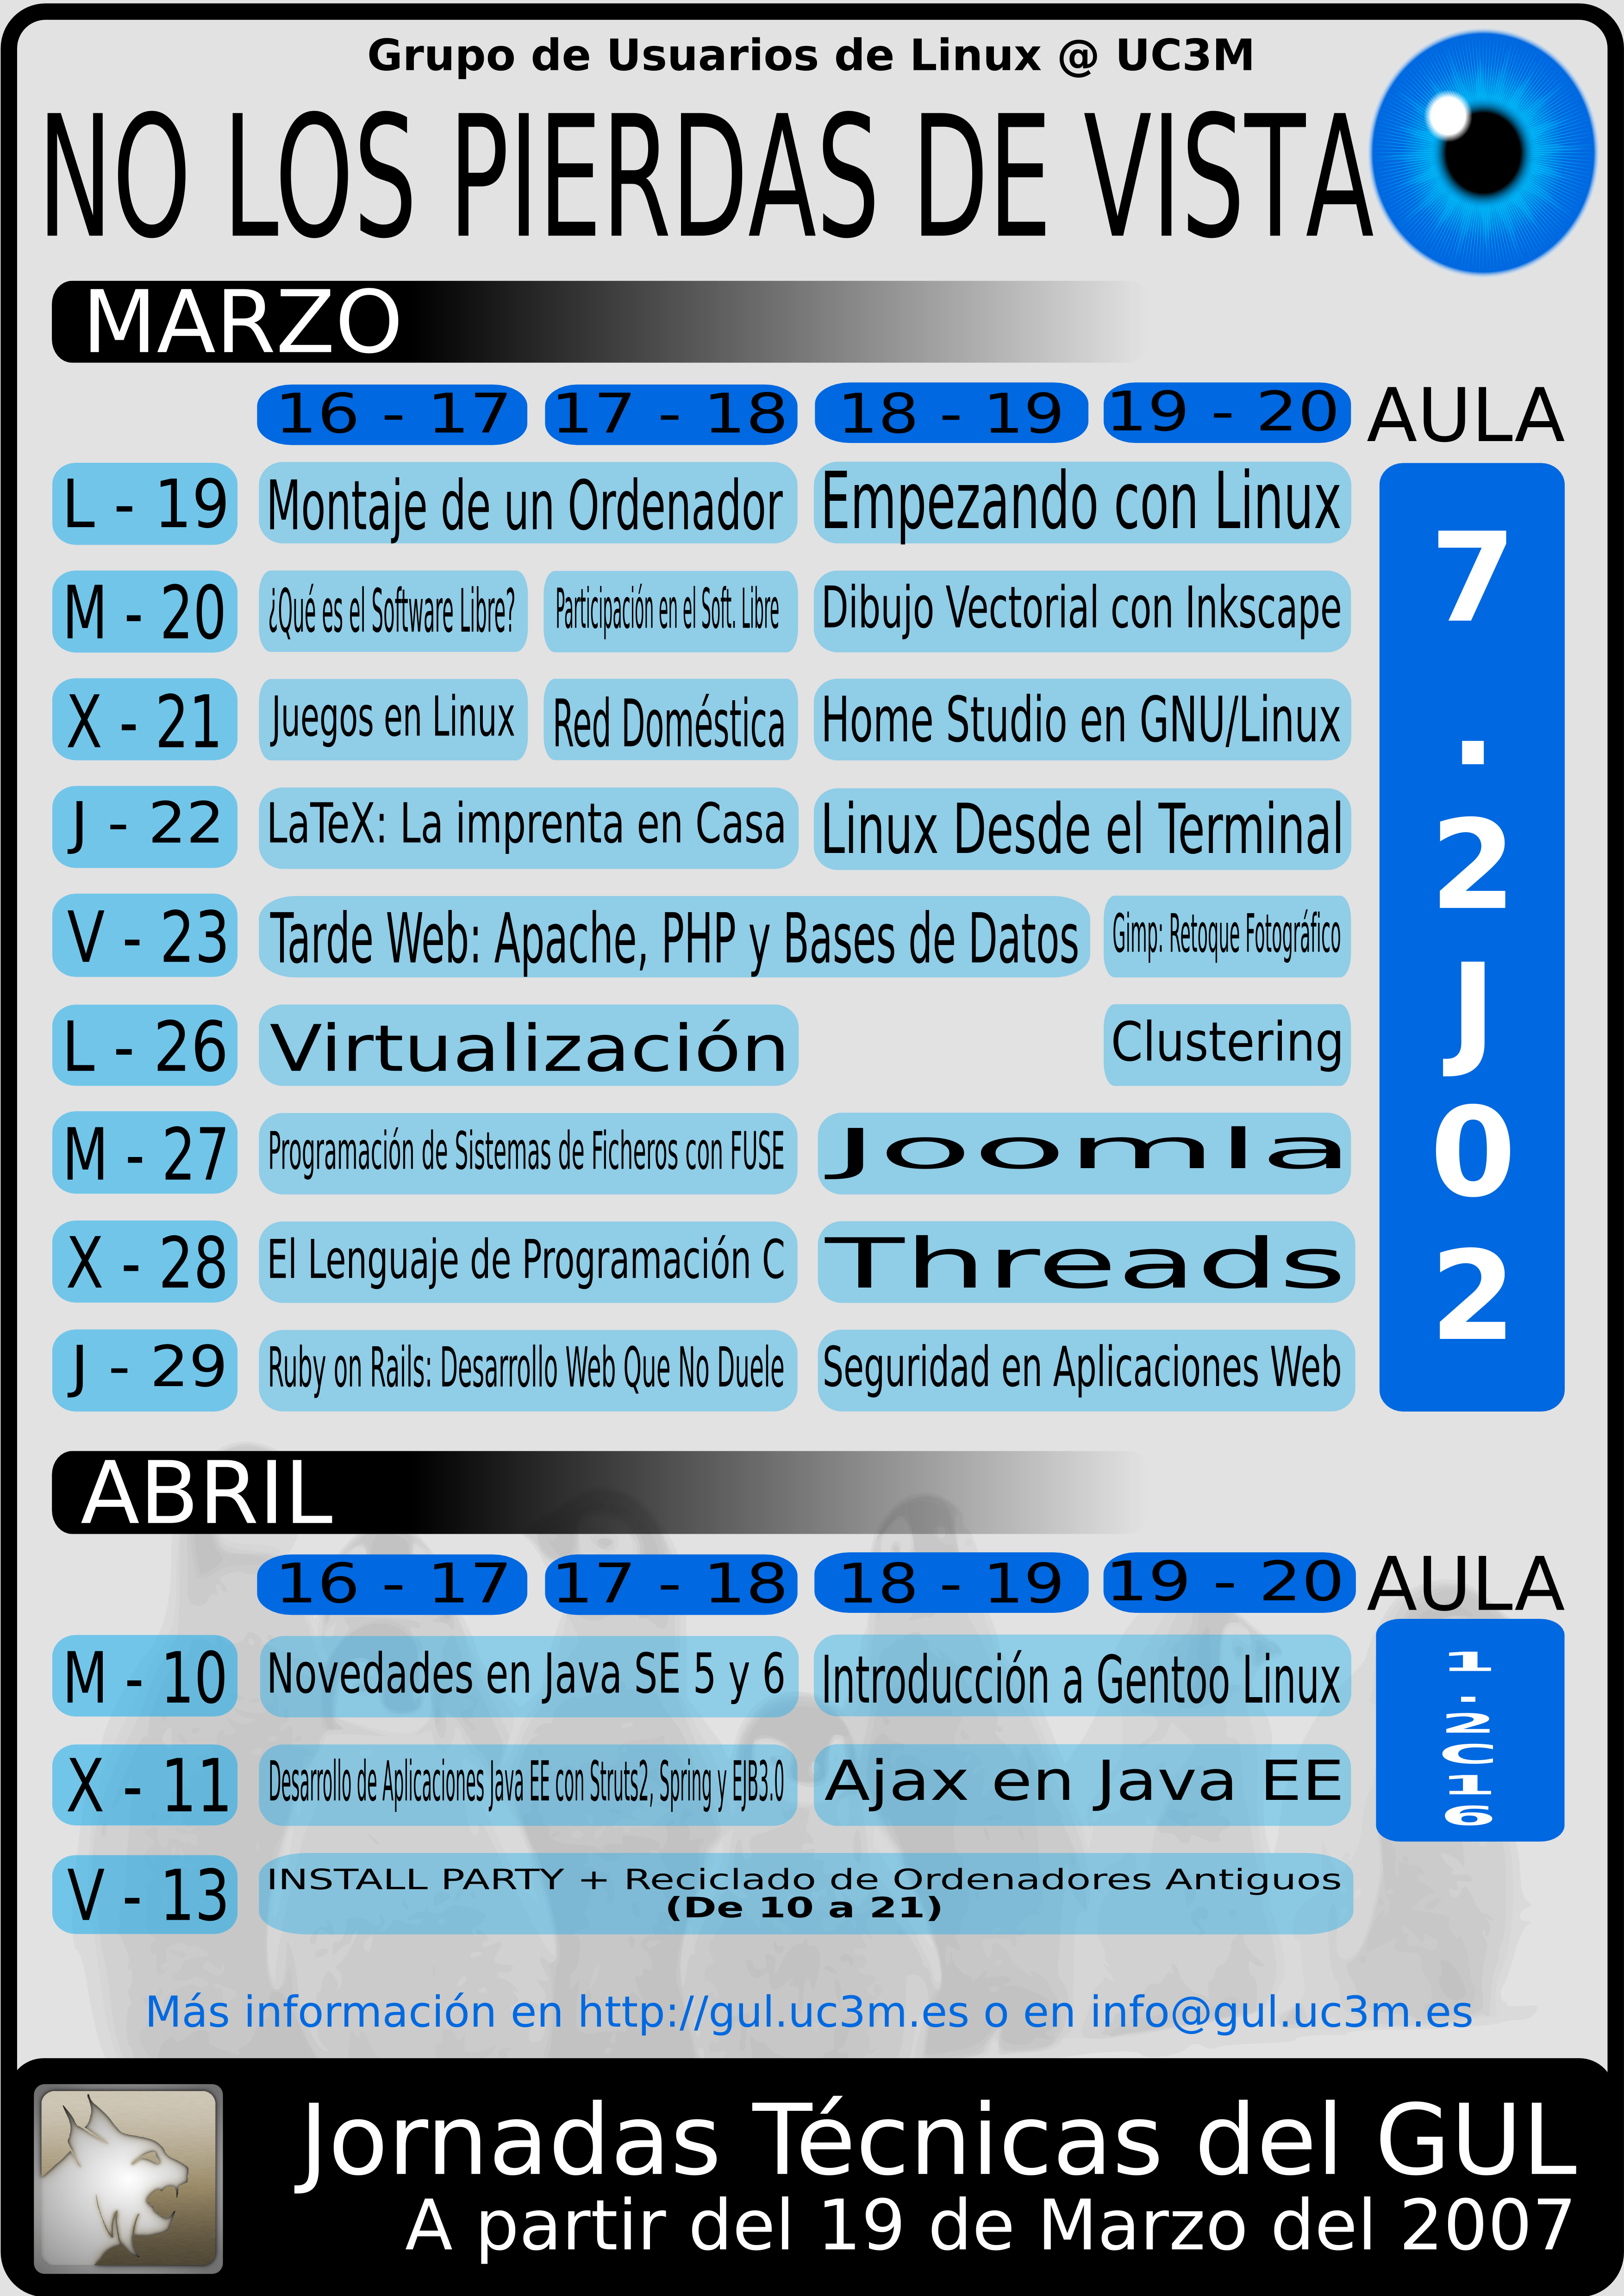 Grupo de Usuarios de Linux @ UC3M
NO LOS PIERDAS DE VISTA
MARZO
16 - 17 17 - 18 18 - 19 19 - 20 AULA
L - 19 Montaje de un Ordenador Empezando con Linux
M - 20 ¿Qué es el Software Libre? Participación en el Soft. Libre Dibujo Vectorial con Inkscape
X - 21 Juegos en Linux Red Doméstica Home Studio en GNU/Linux
J - 22 LaTeX: La imprenta en Casa Linux Desde el Terminal
V - 23 Tarde Web: Apache, PHP y Bases de Datos Gimp: Retoque Fotográfico
L - 26 Virtualización Clustering
M - 27 Programación de Sistemas de Ficheros con FUSE Joomla
X - 28 El Lenguaje de Programación C Threads
J - 29 Ruby on Rails: Desarrollo Web Que No Duele Seguridad en Aplicaciones Web
7.2J02
ABRIL
16 - 17 17 - 18 18 - 19 19 - 20 AULA
M - 10 Novedades en Java SE 5 y 6 Introducción a Gentoo Linux
X - 11 Desarrollo de Aplicaciones Java EE con Struts2, Spring y EJB3.0 Ajax en Java EE
1.2C16
V - 13 INSTALL PARTY + Reciclado de Ordenadores Antiguos
(De 10 a 21)
Más información en http://gul.uc3m.es o en info@gul.uc3m.es
Jornadas Técnicas del GUL
A partir del 19 de Marzo del 2007